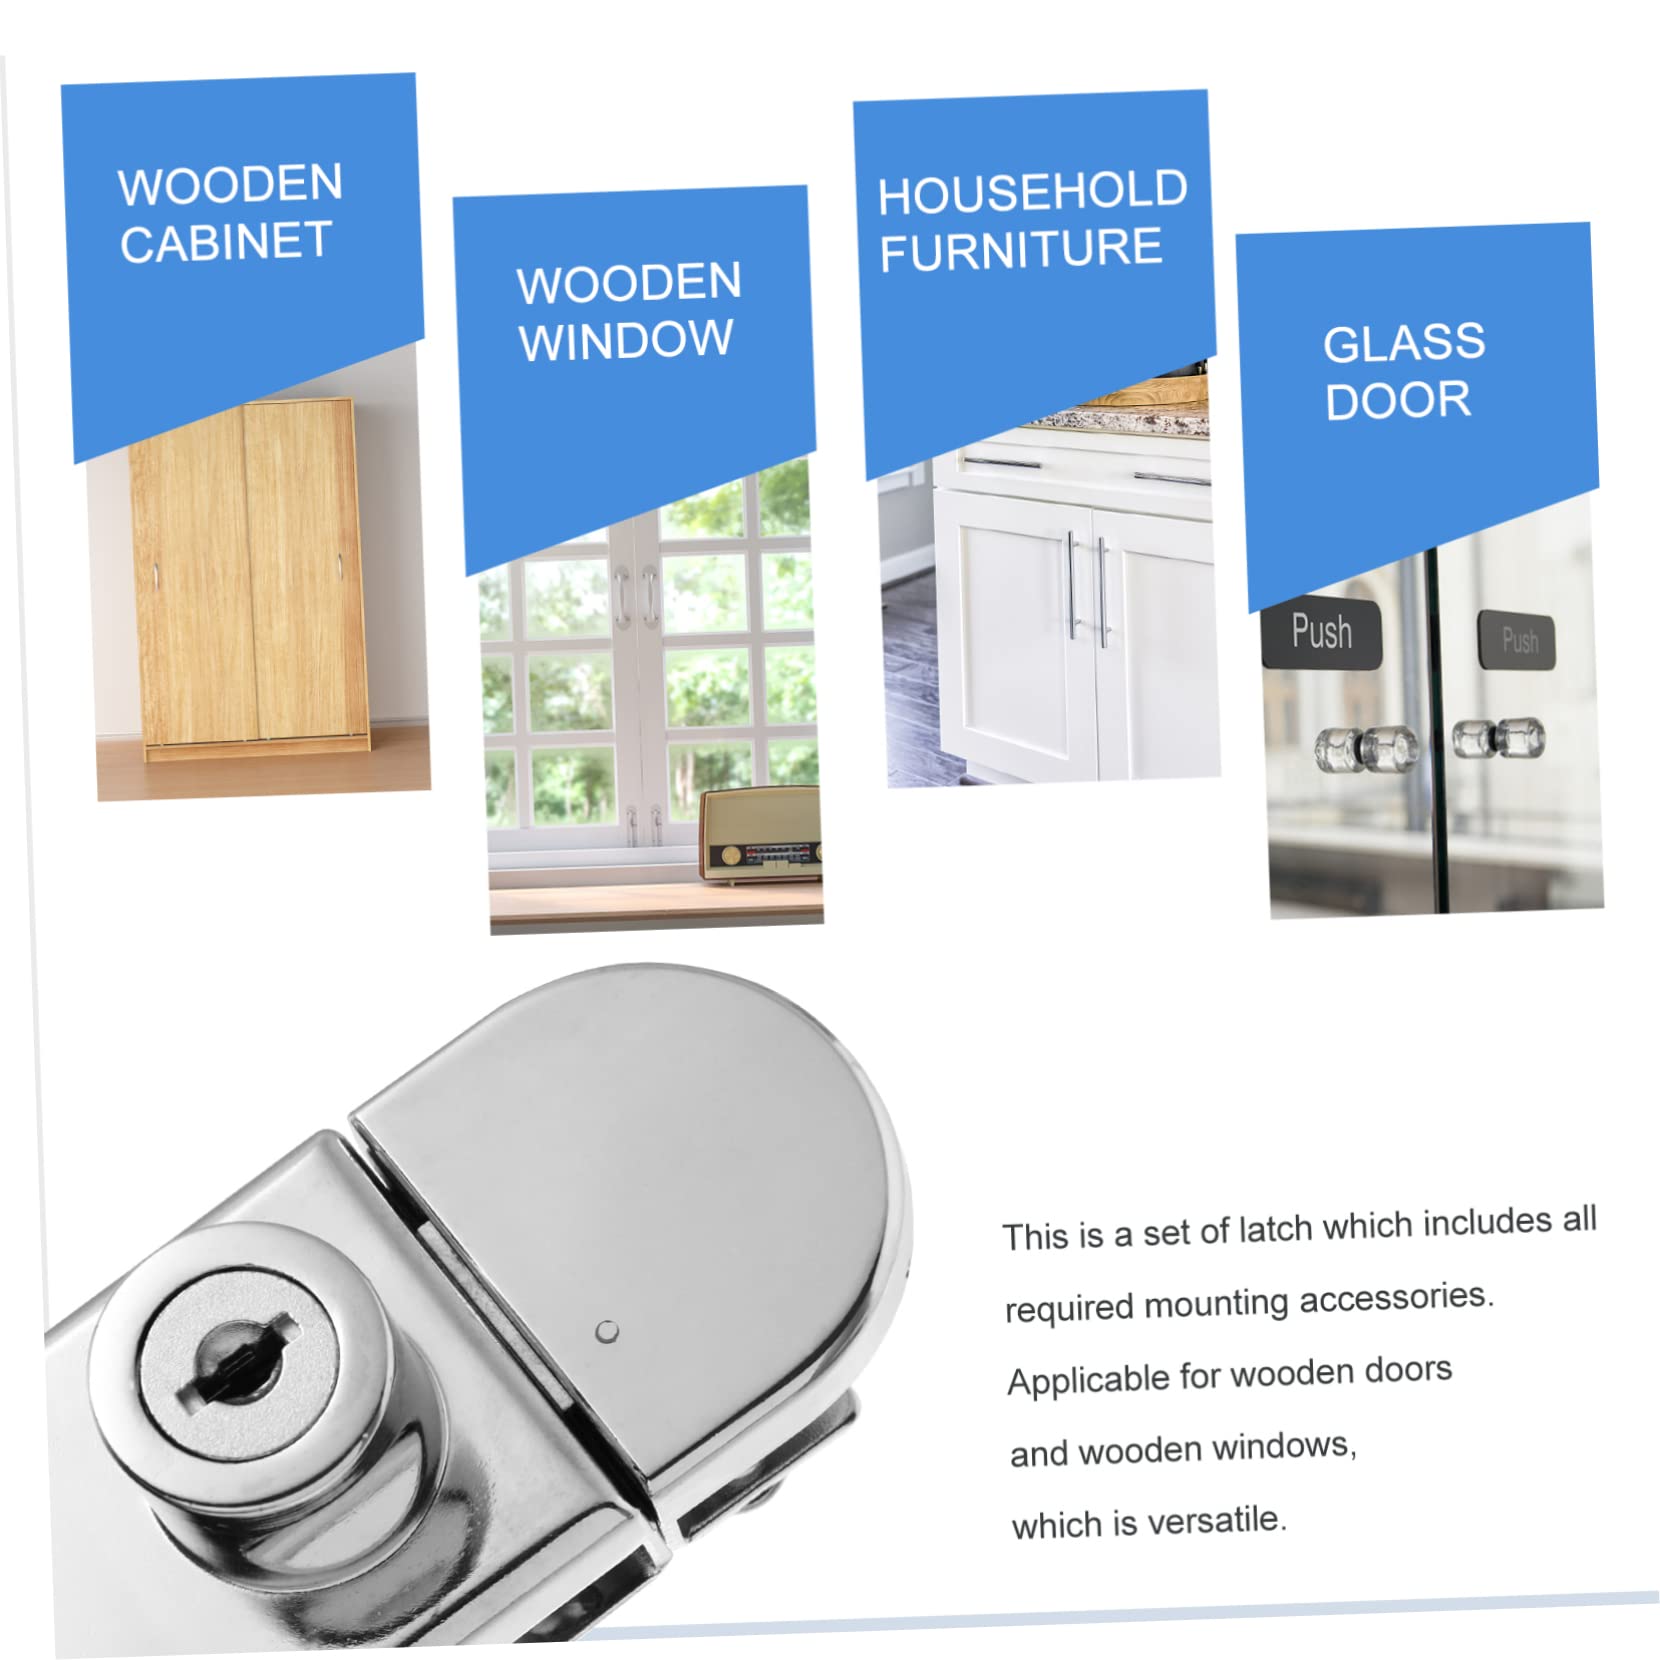 WOODEN
CABINET
WOODEN
WINDOW
HOUSEHOLD
FURNITURE
GLASS
DOOR
Push
Push
This is a set of latch which includes all
required mounting accessories.
Applicable for wooden doors
and wooden windows,
which is versatile.